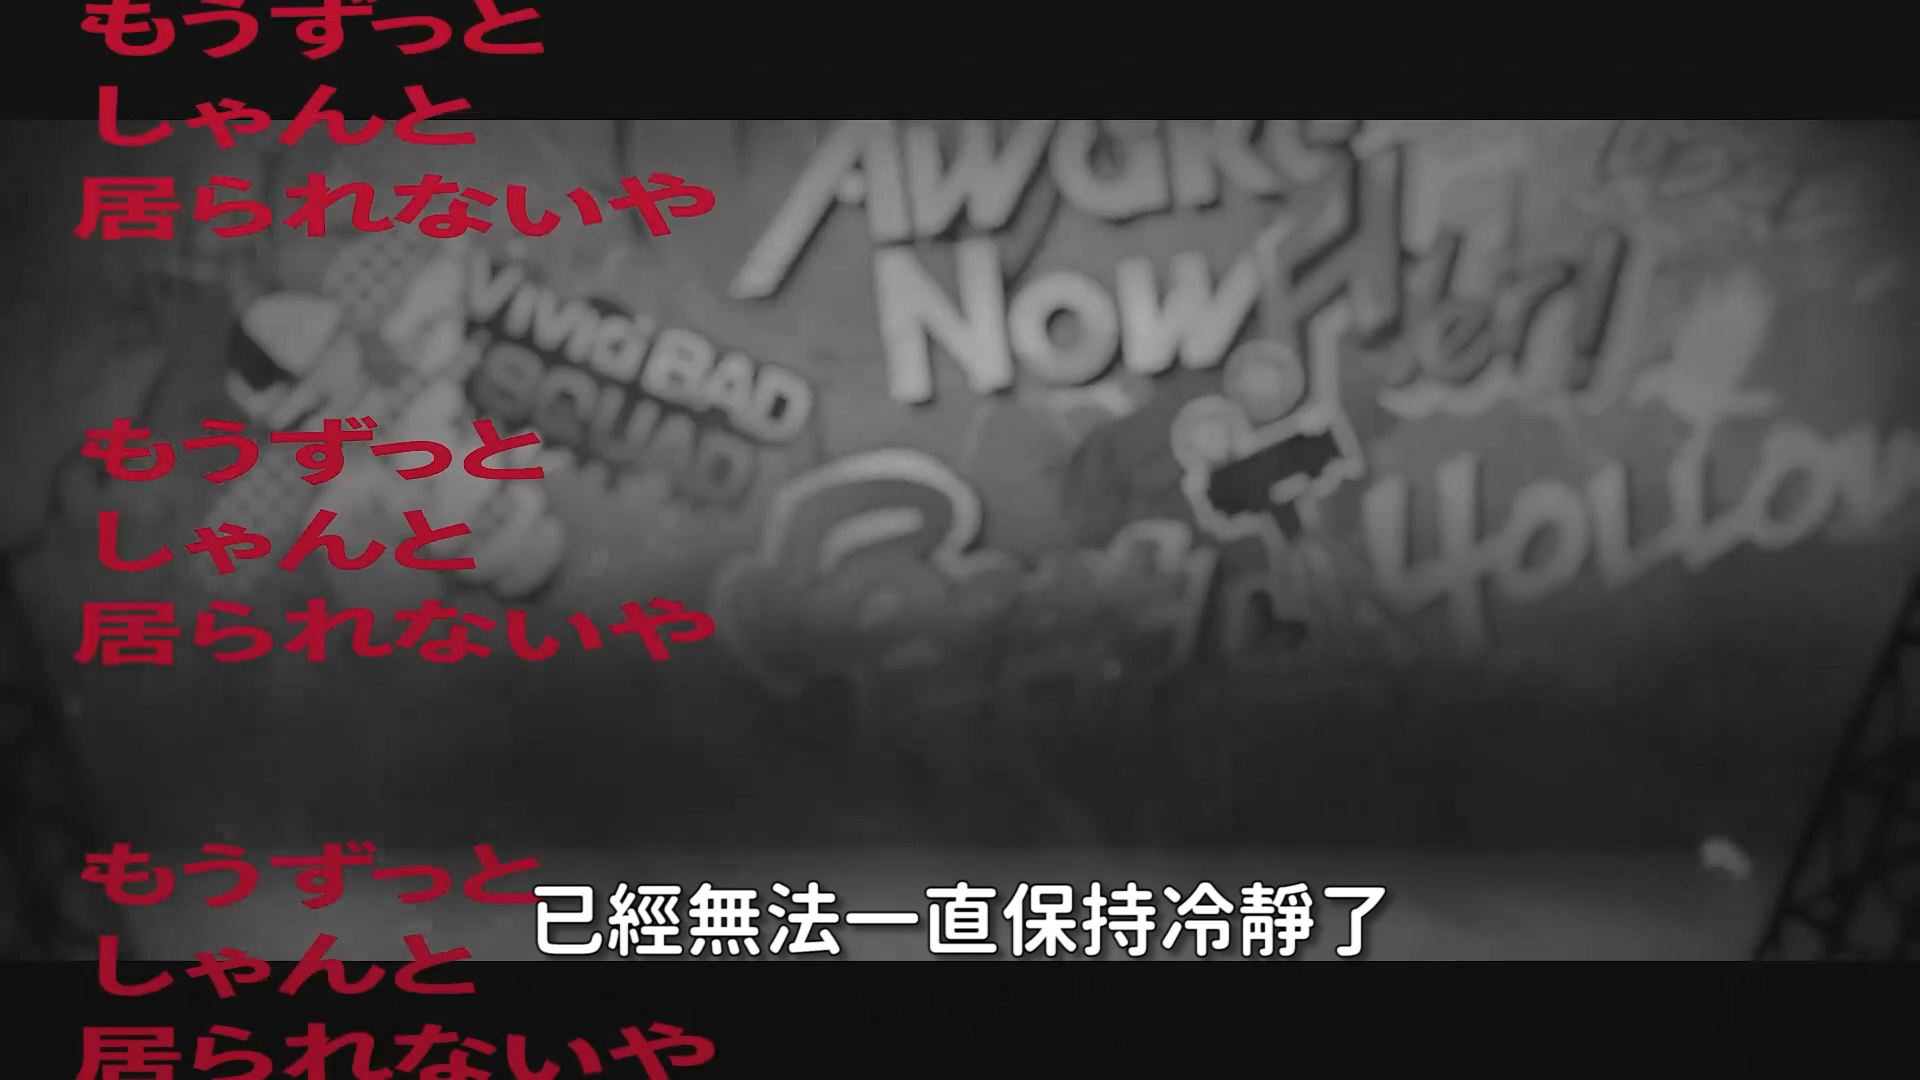 もうずっと
しゃんと
居られないや
AWake
NOW
Vivid BAD
SQUAD
HOLLOW
もうずっと
しゃんと
居られないや
もうずっと
しゃんと
居られないや
已經無法一直保持冷靜了